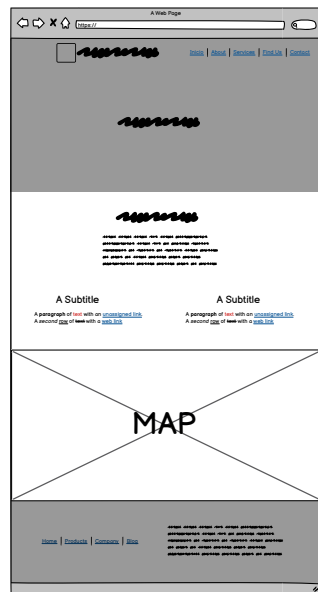 A Web Page
https://
Inicio | About | Services | Find Us | Contact
A Subtitle
A Subtitle
A paragraph of text with an unassigned link.
A second row of text with a web link
A paragraph of text with an unassigned link.
A second row of text with a web link
MAP
Home | Products | Company | Blog